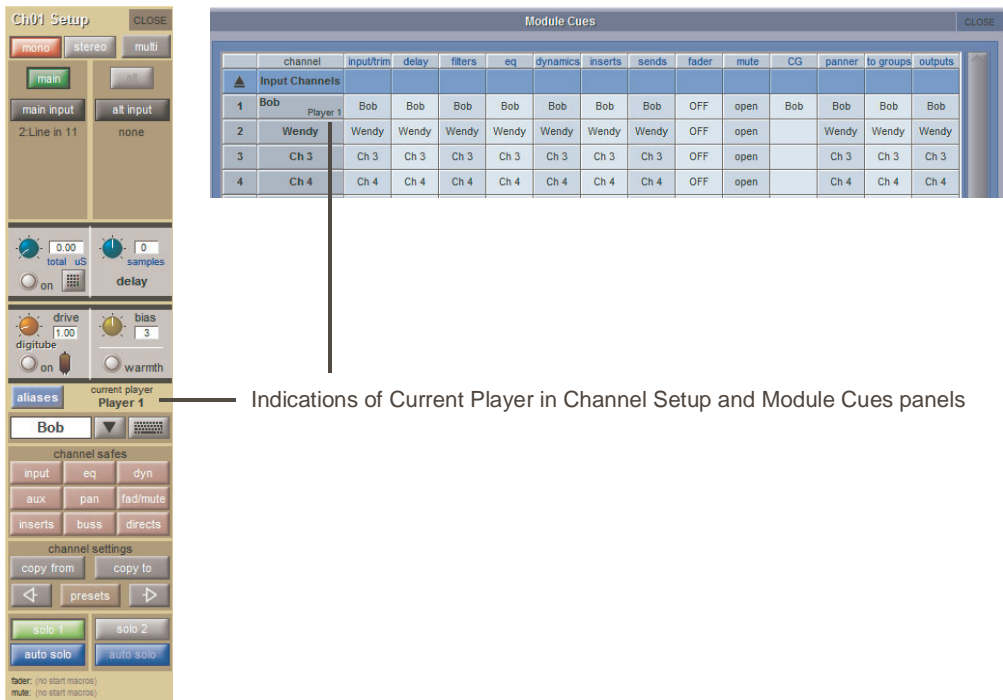 Ch01 Setup CLOSE
mono stereo multi
main alt
main input alt input
2:Line in 11 none
0.00 0
total uS samples
on delay
drive bias
1.00 3
digitube
on warmth
aliases current player
Player 1
Bob
channel safes
input eq dyn
aux pan fad/mute
inserts buss directs
channel settings
copy from copy to
presets
solo 1 solo 2
auto solo auto solo
fader: (no start macros)
mute: (no start macros)
Module Cues CLOSE
channel input/trim delay filters eq dynamics inserts sends fader mute CG panner to groups outputs
Input Channels
1 Bob Player 1 Bob Bob Bob Bob Bob Bob Bob OFF open Bob Bob Bob Bob
2 Wendy Wendy Wendy Wendy Wendy Wendy Wendy Wendy OFF open Wendy Wendy Wendy
3 Ch 3 Ch 3 Ch 3 Ch 3 Ch 3 Ch 3 Ch 3 Ch 3 OFF open Ch 3 Ch 3 Ch 3
4 Ch 4 Ch 4 Ch 4 Ch 4 Ch 4 Ch 4 Ch 4 Ch 4 OFF open Ch 4 Ch 4 Ch 4
Indications of Current Player in Channel Setup and Module Cues panels